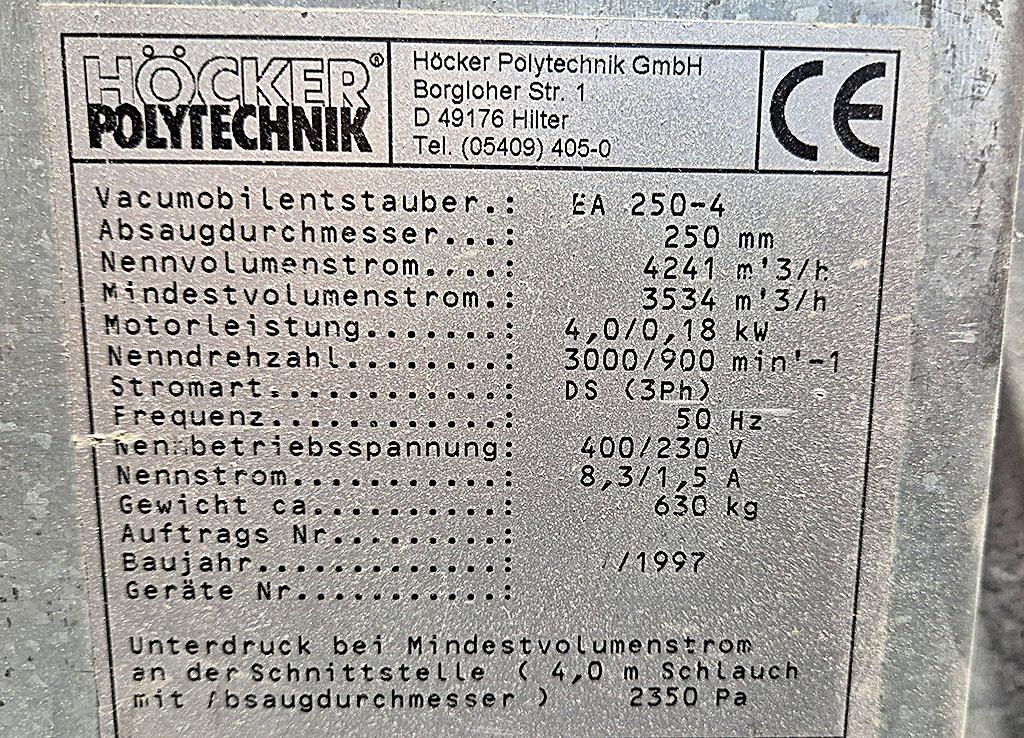 HÖCKER®
POLYTECHNIK
Höcker Polytechnik GmbH
Borgloher Str. 1
D 49176 Hilter
Tel. (05409) 405-0
CE
Vacumobilentstauber.: EA 250-4
Absaugdurchmesser...: 250 mm
Nennvolumenstrom....: 4241 m'3/h
Mindestvolumenstrom.: 3534 m'3/h
Motorleistung.......: 4,0/0,18 kW
Nenndrehzahl........: 3000/900 min'-1
Stromart............: DS (3Ph)
Frequenz............: 50 Hz
Nennbetriebsspannung: 400/230 V
Nennstrom...........: 8,3/1,5 A
Gewicht ca..........: 630 kg
Auftrags Nr.........:
Baujahr.............: /1997
Geräte Nr...........:
Unterdruck bei Mindestvolumenstrom
an der Schnittstelle ( 4,0 m Schlauch
mit Absaugdurchmesser ) 2350 Pa